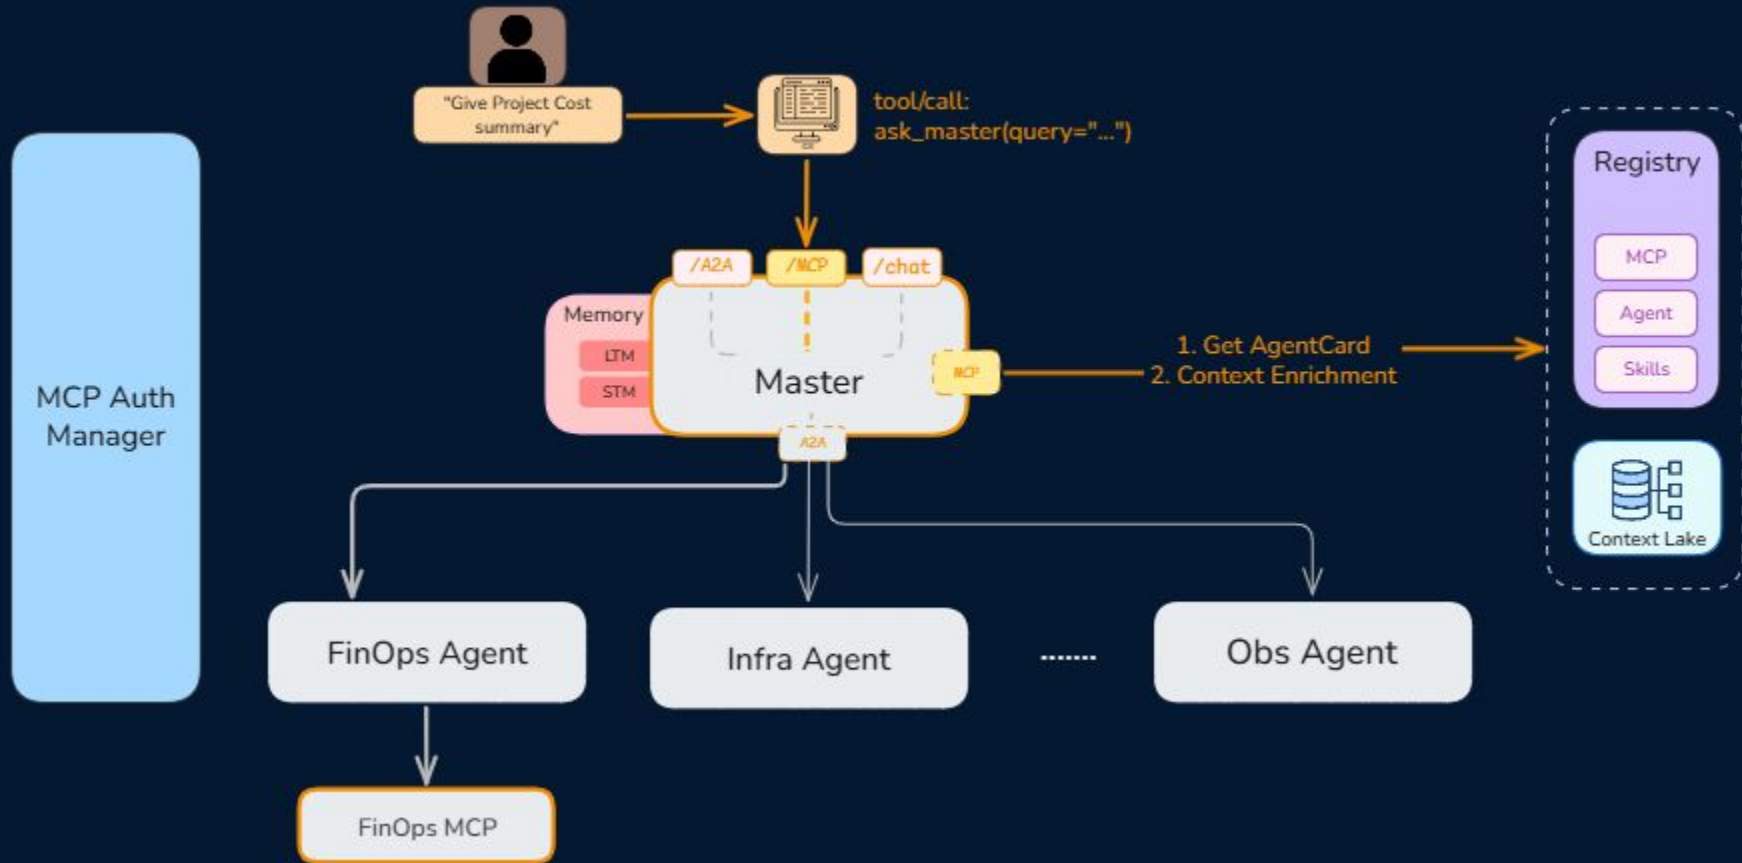 "Give Project Cost
summary"
tool/call:
ask_master(query="...")
Registry
MCP
Agent
Skills
Context Lake
MCP Auth
Manager
/A2A
/MCP
/chat
Memory
LTM
STM
Master
MCP
A2A
1. Get AgentCard
2. Context Enrichment
FinOps Agent
Infra Agent
.......
Obs Agent
FinOps MCP